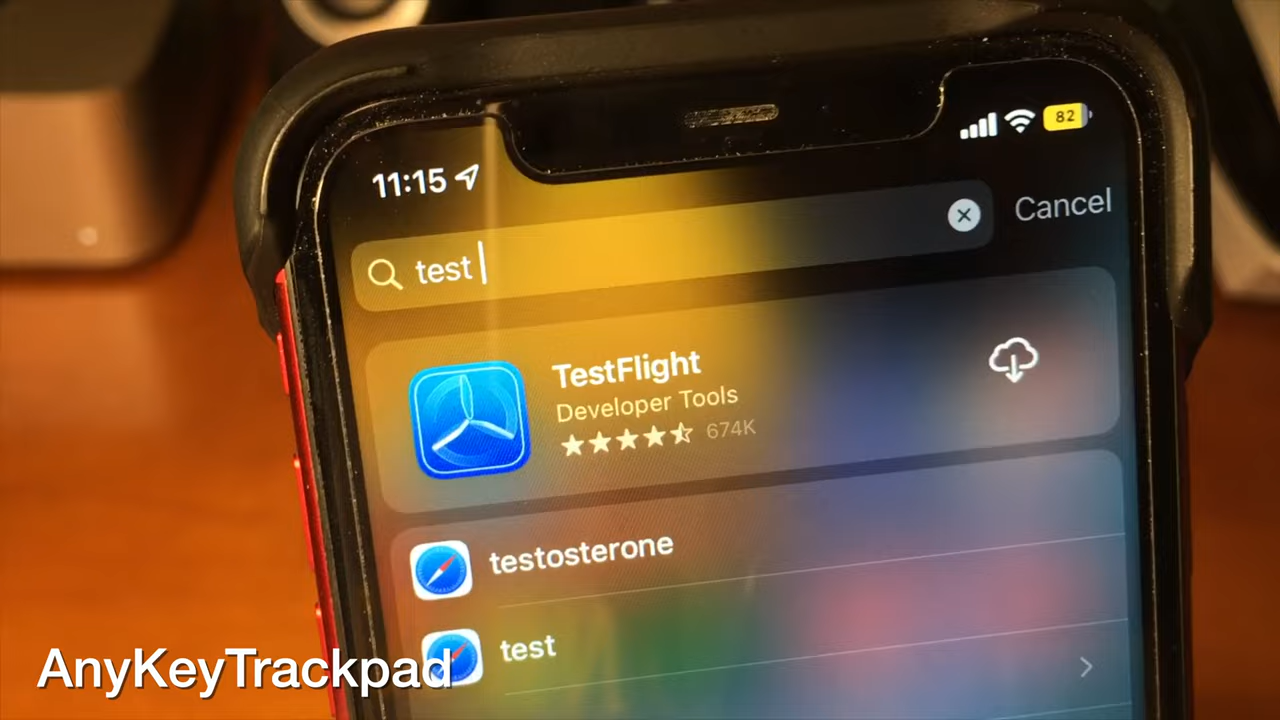 11:15
82
test
Cancel
TestFlight
Developer Tools
674K
testosterone
test
AnyKeyTrackpad